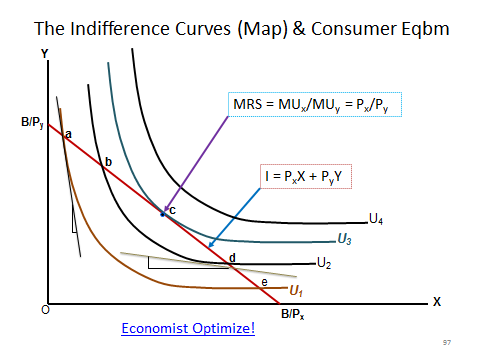 The Indifference Curves (Map) & Consumer Eqbm
Y
MRS = MUx/MUy = Px/Py
B/Py
a
b
I = PxX + PyY
c
U4
U3
d
U2
e
U1
X
O
B/Px
Economist Optimize!
97